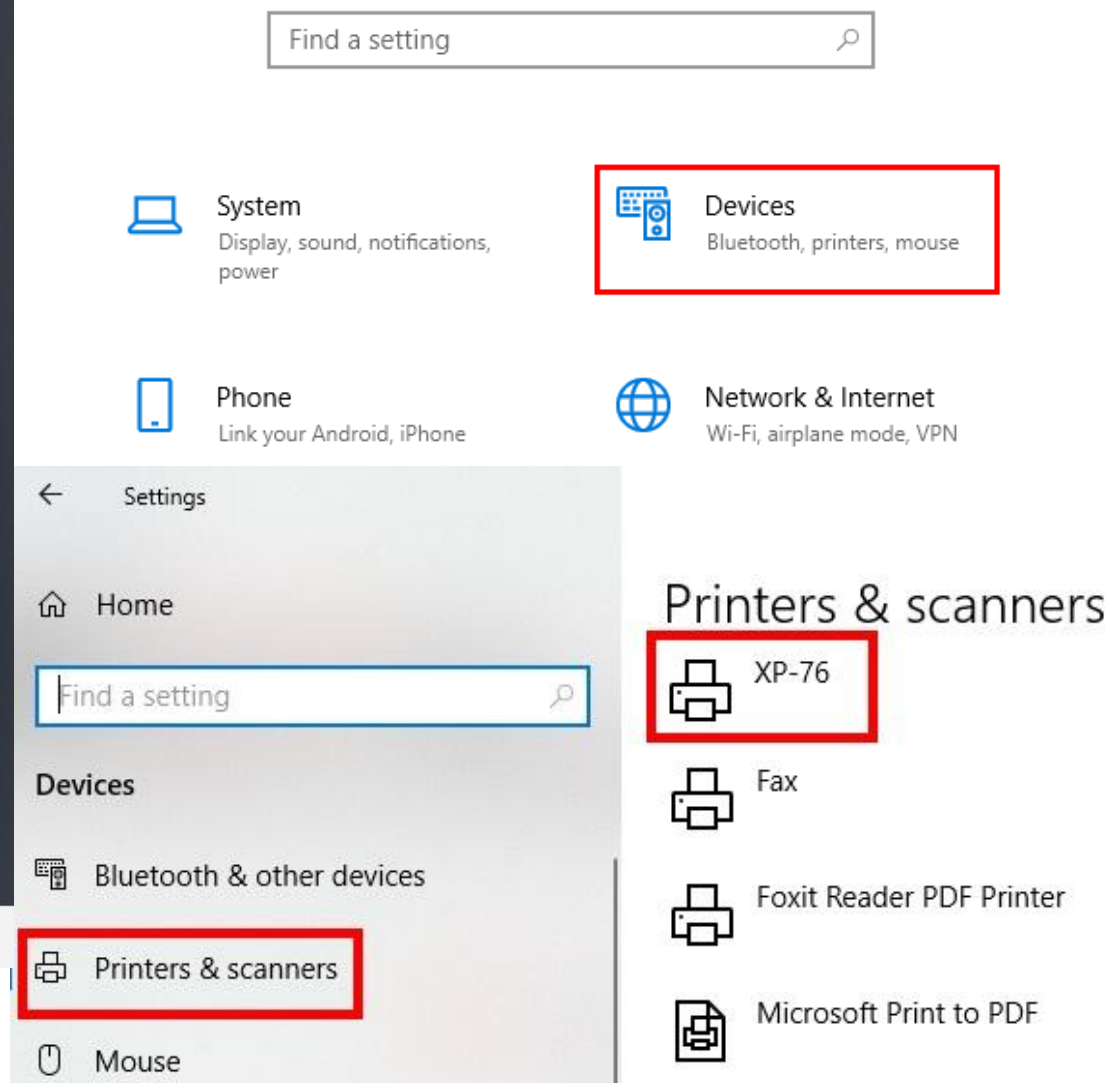 Find a setting
System
Display, sound, notifications,
power
Devices
Bluetooth, printers, mouse
Phone
Link your Android, iPhone
Network & Internet
Wi-Fi, airplane mode, VPN
Settings
Home
Find a setting
Devices
Bluetooth & other devices
Printers & scanners
Mouse
Printers & scanners
XP-76
Fax
Foxit Reader PDF Printer
Microsoft Print to PDF